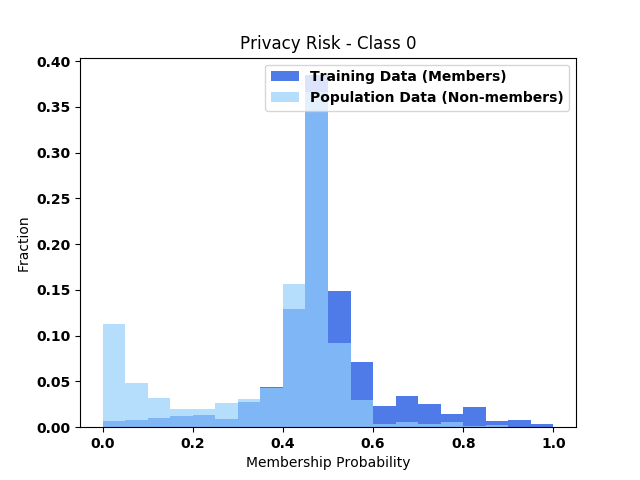 Privacy Risk - Class 0
Training Data (Members)
Population Data (Non-members)
0.40
0.35
0.30
0.25
0.20
0.15
0.10
0.05
0.00
Fraction
0.0 0.2 0.4 0.6 0.8 1.0
Membership Probability